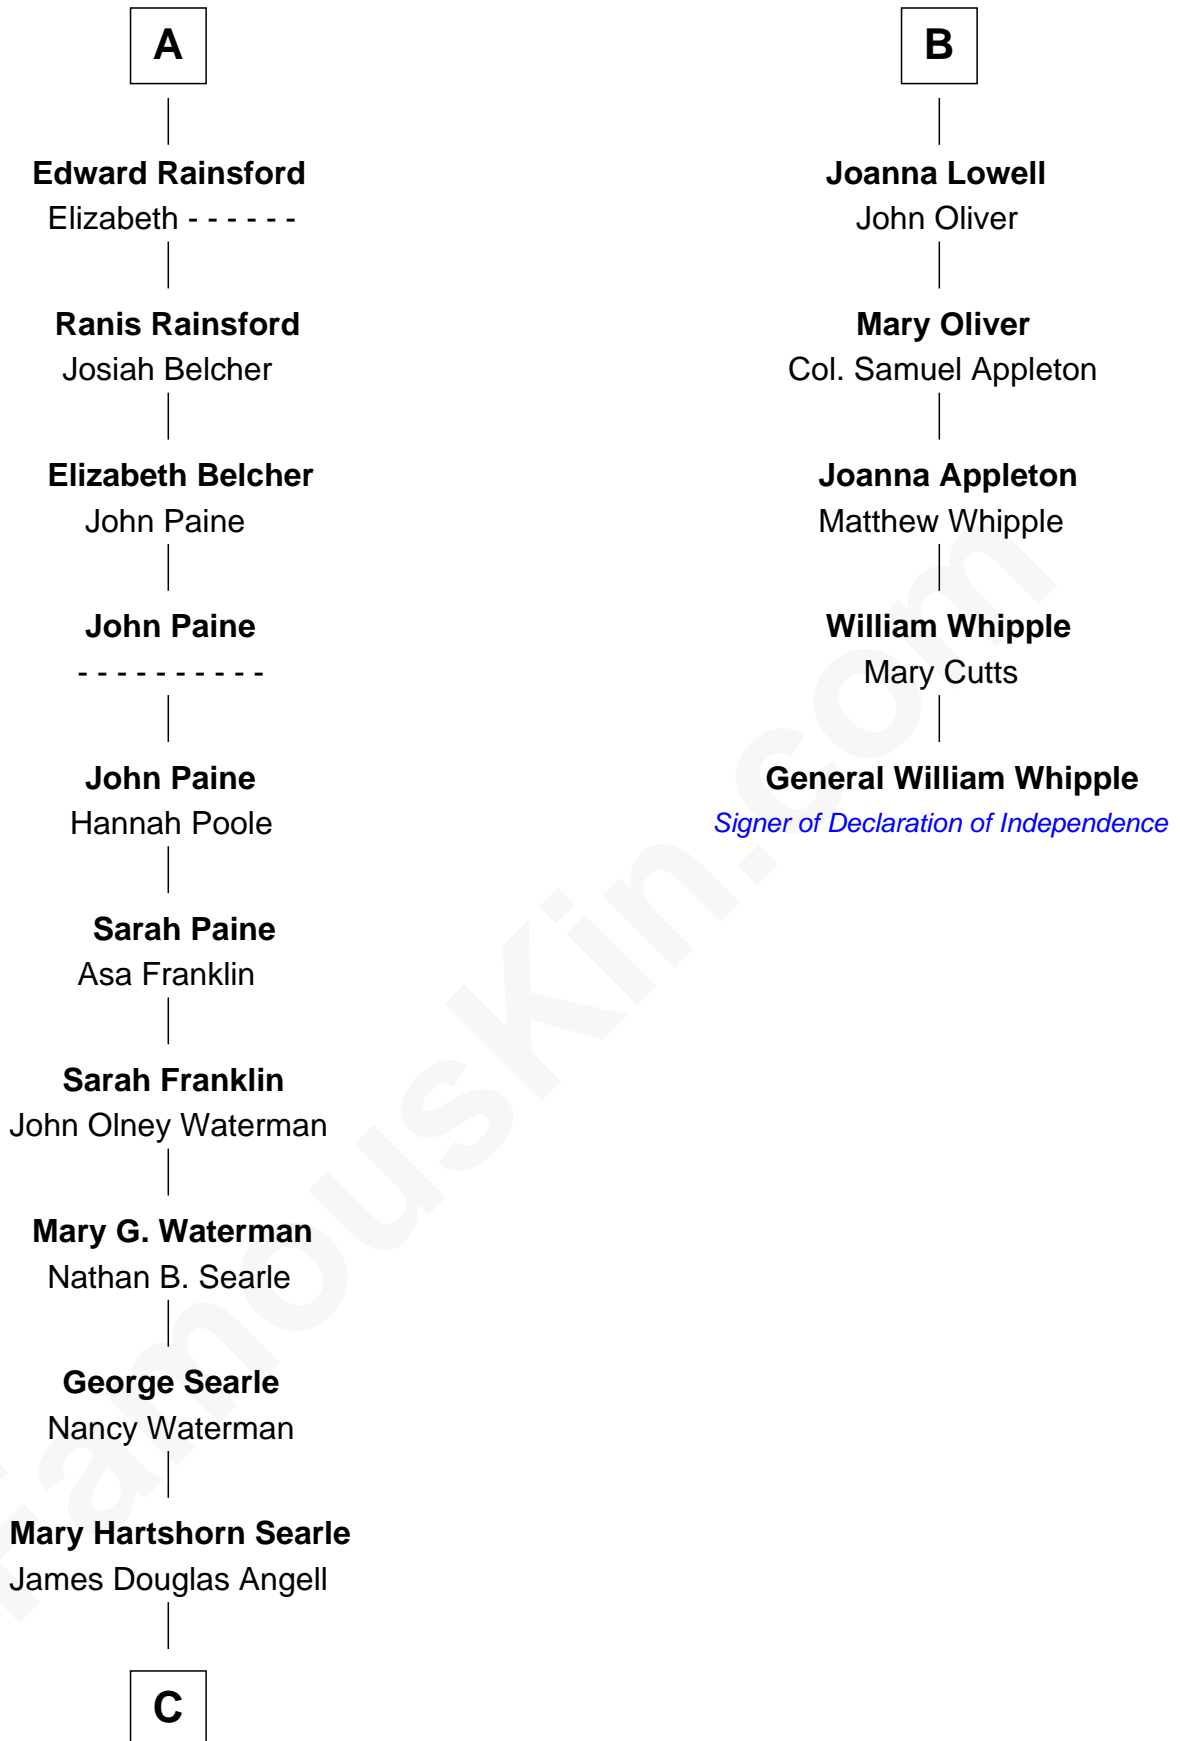 A
Edward Rainsford
Elizabeth - - - - - -
Ranis Rainsford
Josiah Belcher
Elizabeth Belcher
John Paine
John Paine
- - - - - - - - - -
John Paine
Hannah Poole
Sarah Paine
Asa Franklin
Sarah Franklin
John Olney Waterman
Mary G. Waterman
Nathan B. Searle
George Searle
Nancy Waterman
Mary Hartshorn Searle
James Douglas Angell
C
B
Joanna Lowell
John Oliver
Mary Oliver
Col. Samuel Appleton
Joanna Appleton
Matthew Whipple
William Whipple
Mary Cutts
General William Whipple
Signer of Declaration of Independence
FamousKin.com